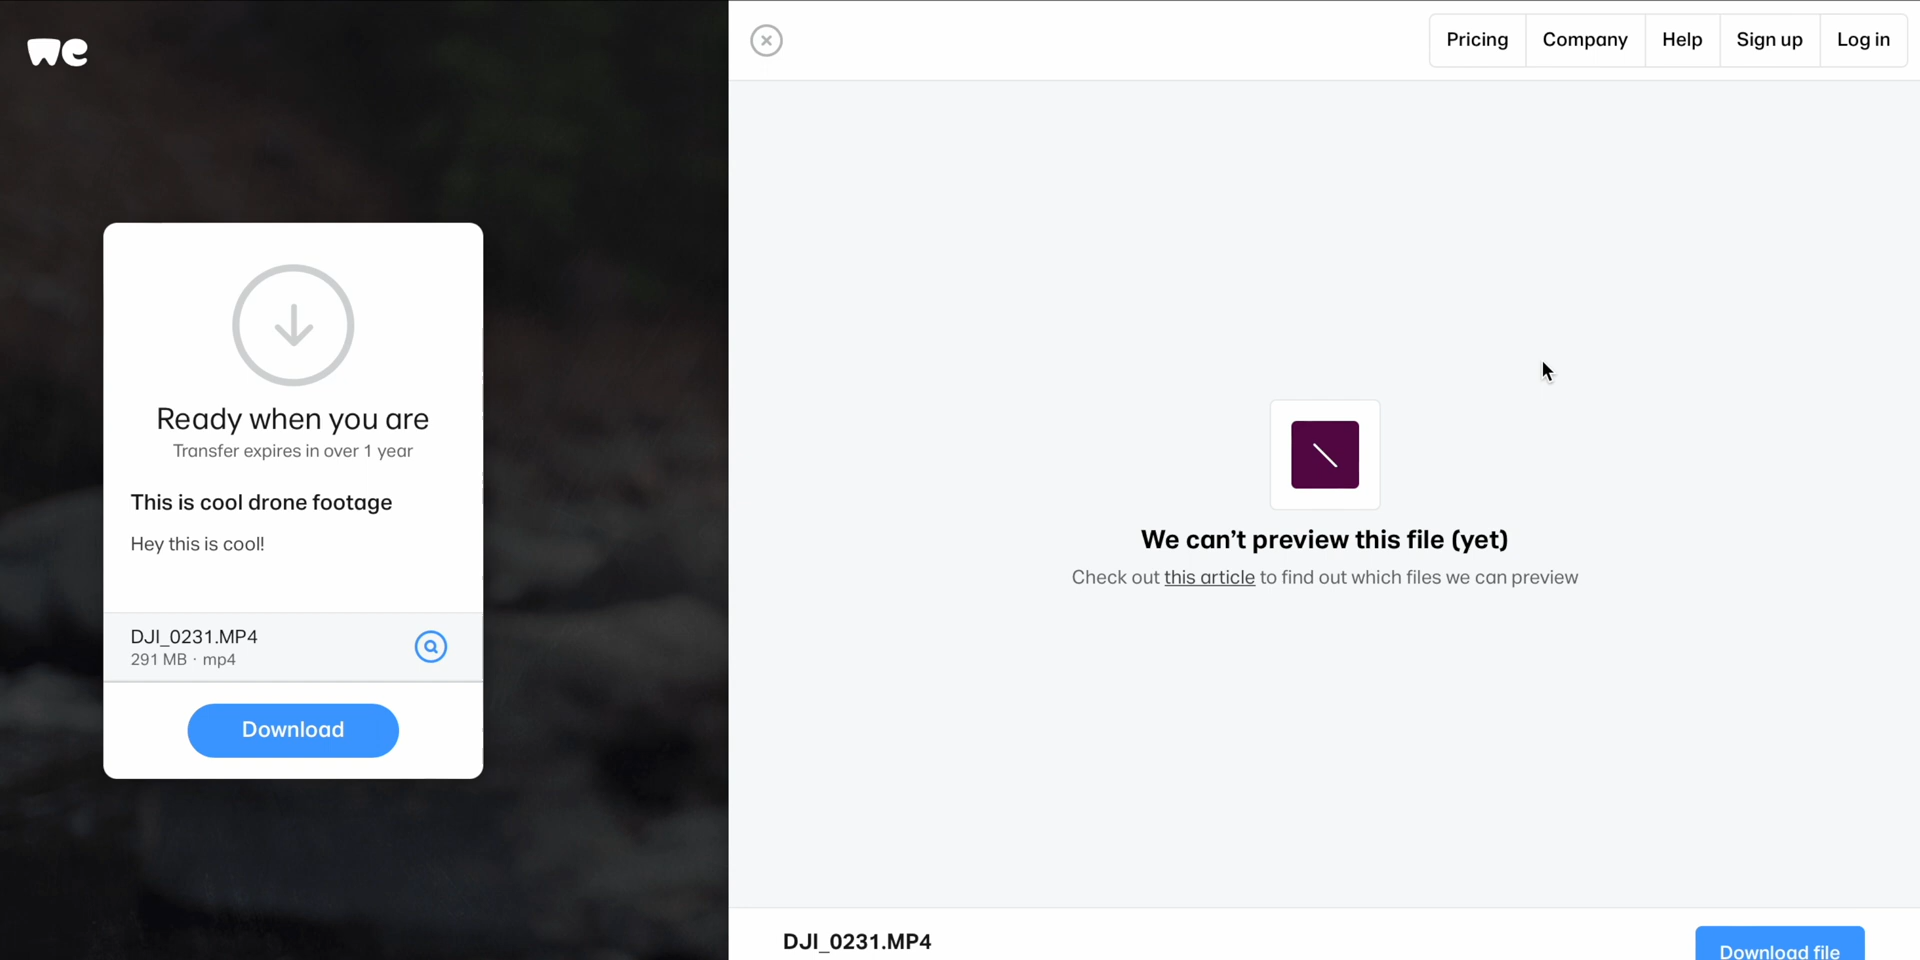 we
Pricing
Company
Help
Sign up
Log in
Ready when you are
Transfer expires in over 1 year
This is cool drone footage
Hey this is cool!
DJI_0231.MP4
291 MB · mp4
Download
We can’t preview this file (yet)
Check out this article to find out which files we can preview
DJI_0231.MP4
Download file